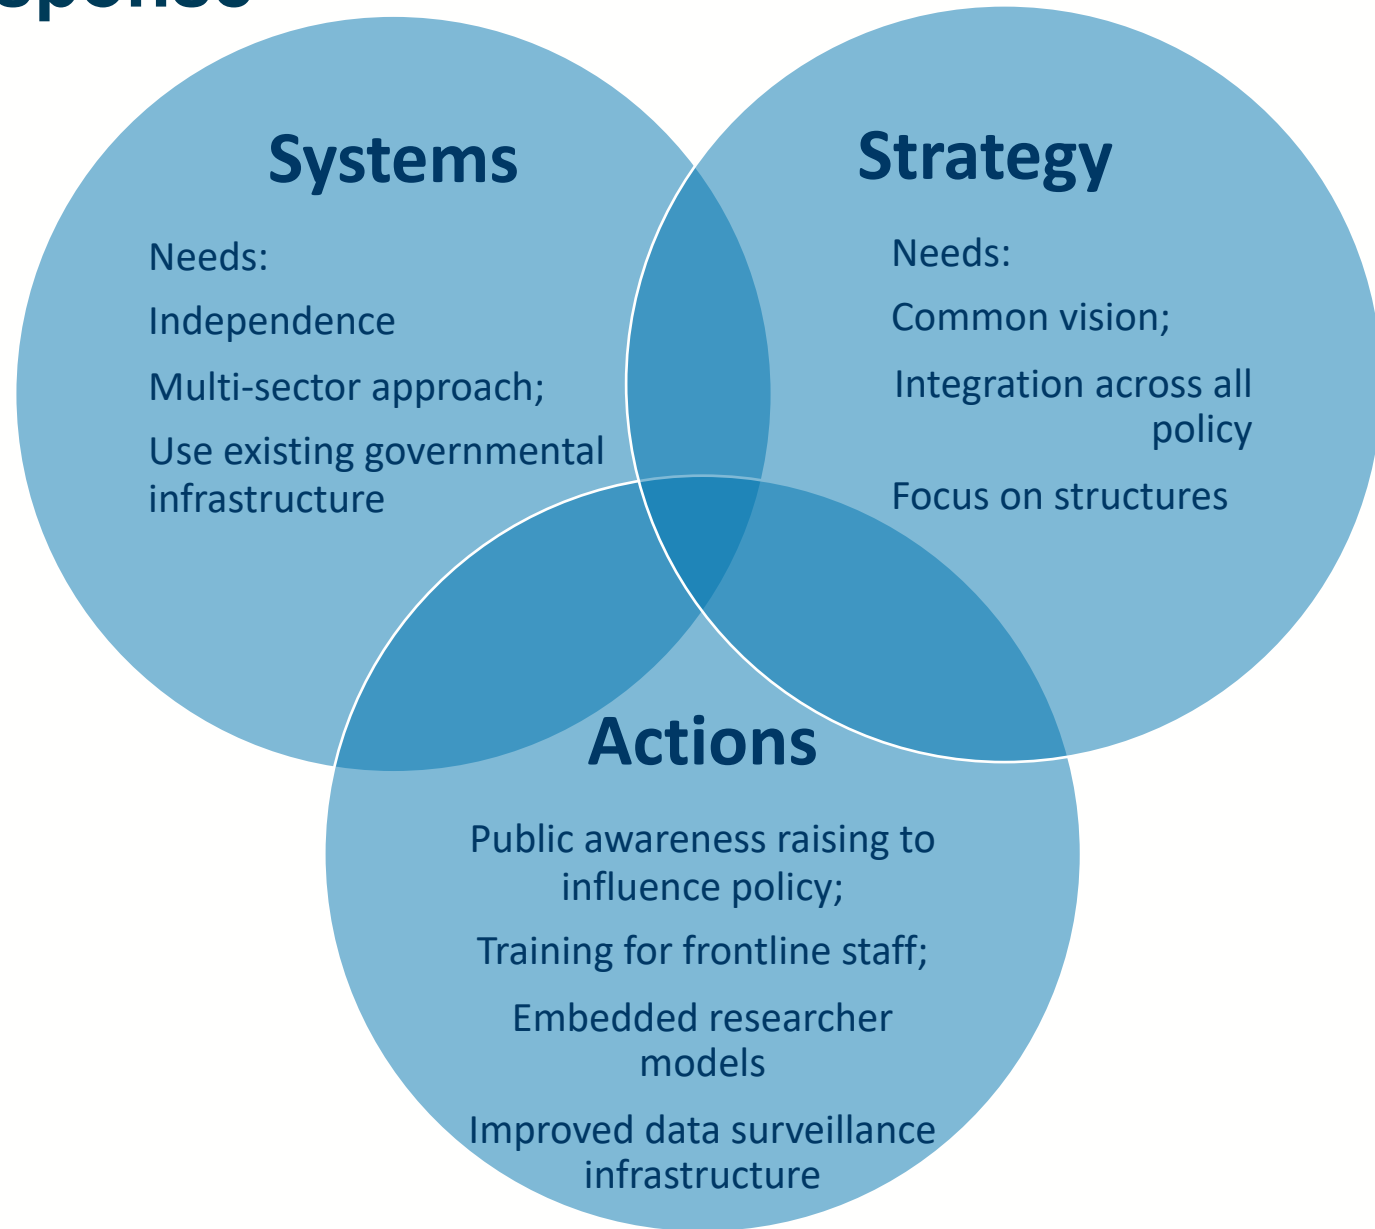 Systems
Needs:
Independence
Multi-sector approach;
Use existing governmental
infrastructure
Strategy
Needs:
Common vision;
Integration across all
policy
Focus on structures
Actions
Public awareness raising to
influence policy;
Training for frontline staff;
Embedded researcher
models
Improved data surveillance
infrastructure